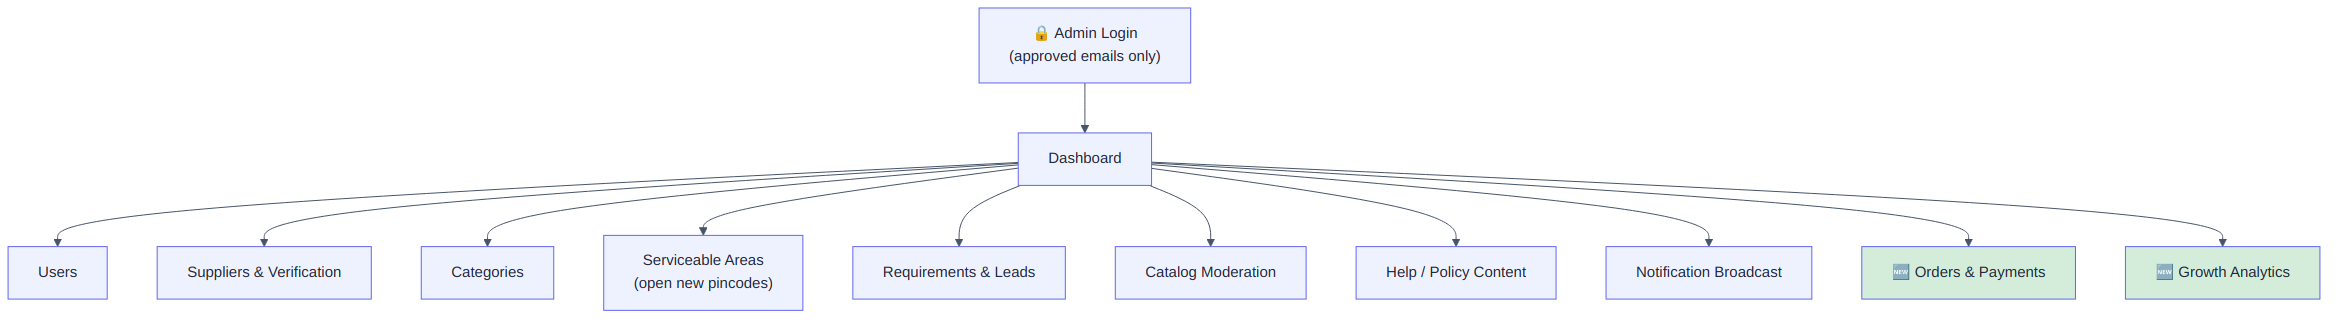 🔒 Admin Login
(approved emails only)
Dashboard
Users
Suppliers & Verification
Categories
Serviceable Areas
(open new pincodes)
Requirements & Leads
Catalog Moderation
Help / Policy Content
Notification Broadcast
🆕 Orders & Payments
🆕 Growth Analytics